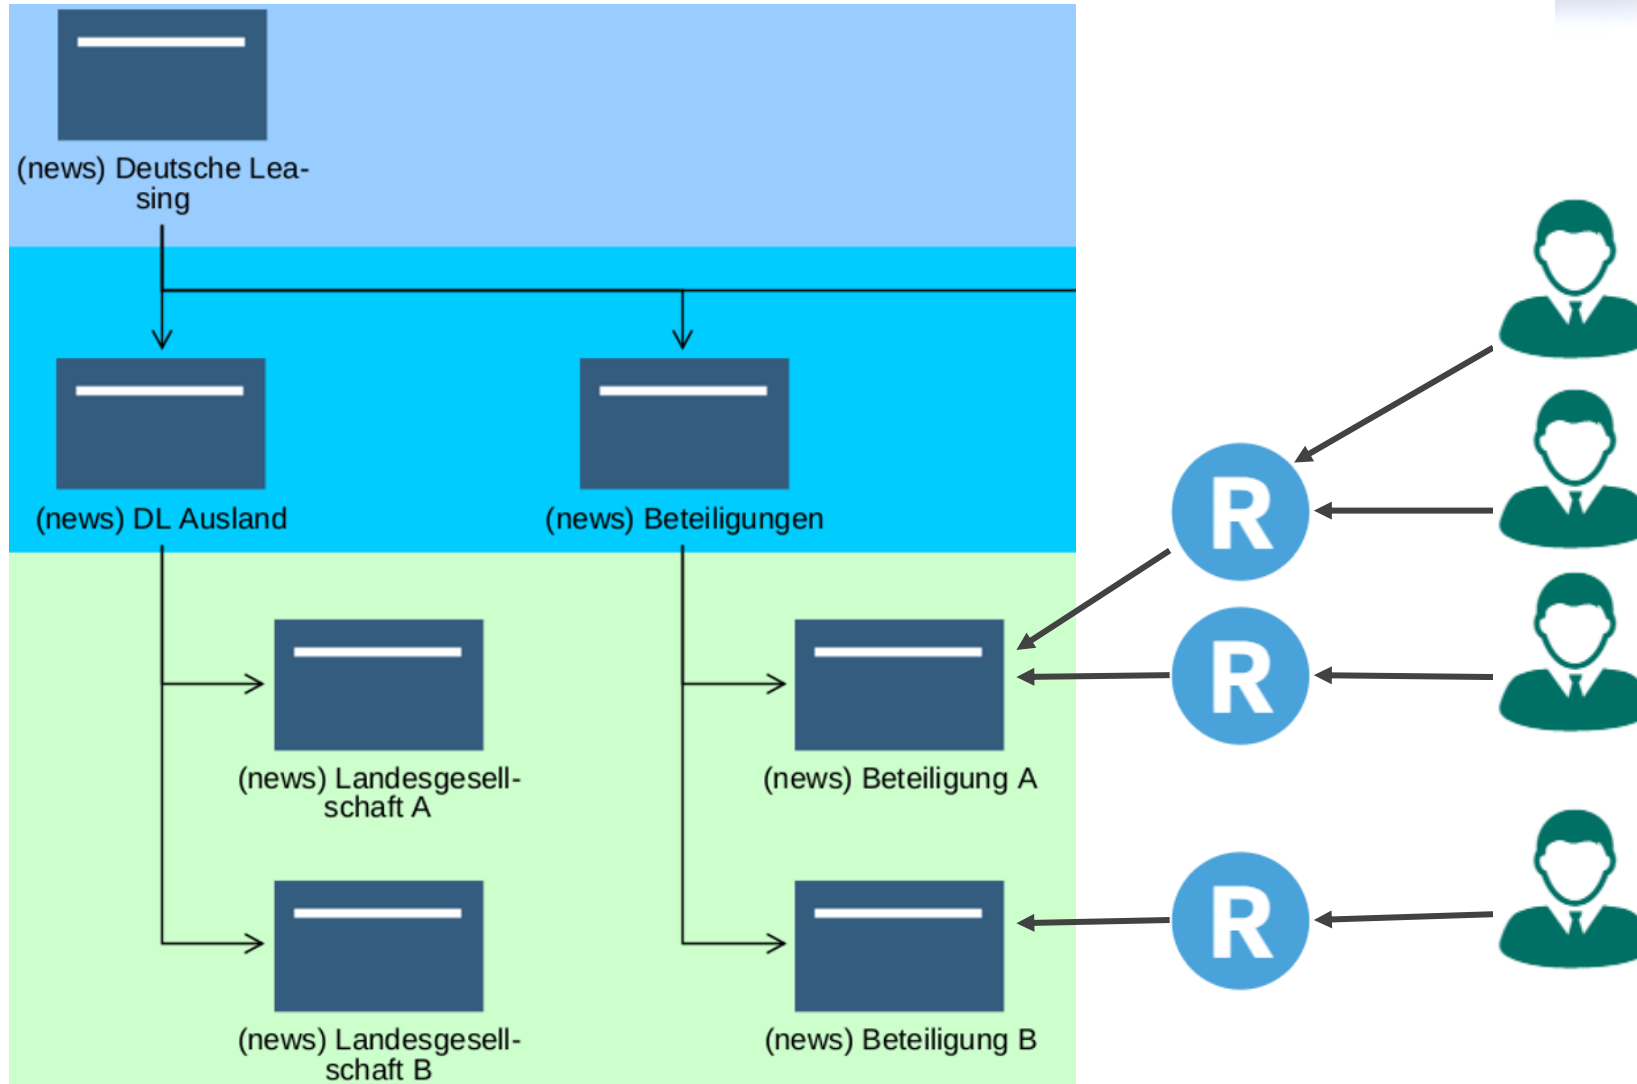 (news) Deutsche Lea-
sing
(news) DL Ausland
(news) Beteiligungen
R
R
(news) Landesgesell-
schaft A
(news) Beteiligung A
R
(news) Landesgesell-
schaft B
(news) Beteiligung B